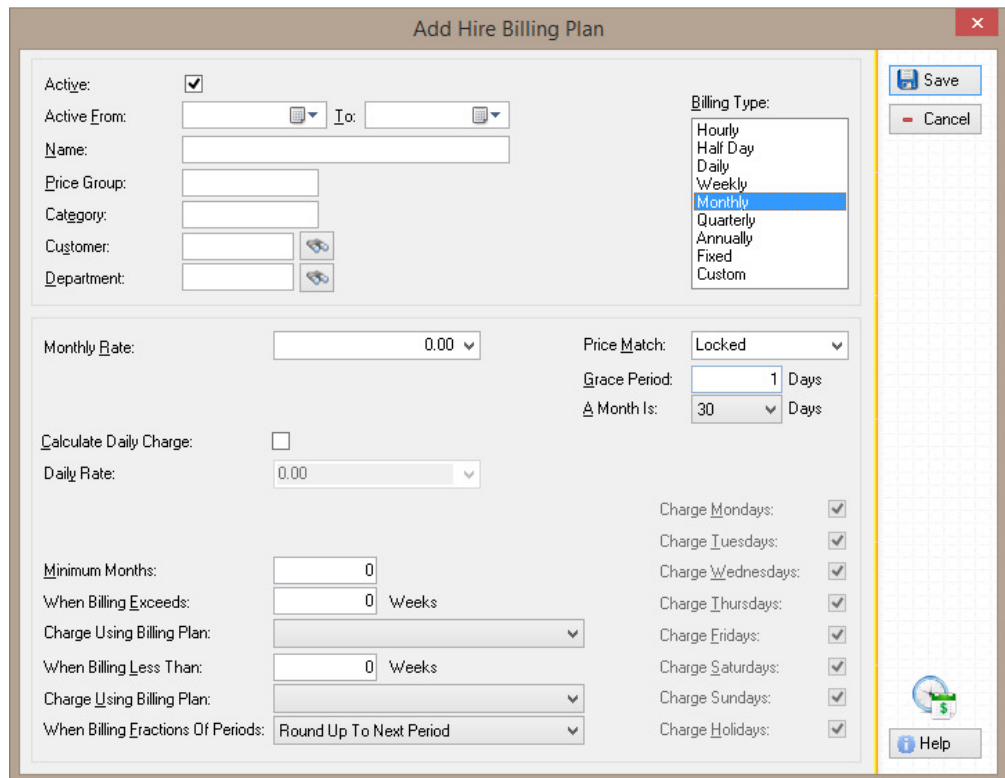 Add Hire Billing Plan
Active:
Active From: To:
Name:
Price Group:
Category:
Customer:
Department:
Billing Type:
Hourly
Half Day
Daily
Weekly
Monthly
Quarterly
Annually
Fixed
Custom
Save
Cancel
Monthly Rate: 0.00
Price Match: Locked
Grace Period: 1 Days
A Month Is: 30 Days
Calculate Daily Charge:
Daily Rate: 0.00
Charge Mondays:
Charge Tuesdays:
Charge Wednesdays:
Charge Thursdays:
Charge Fridays:
Charge Saturdays:
Charge Sundays:
Charge Holidays:
Minimum Months: 0
When Billing Exceeds: 0 Weeks
Charge Using Billing Plan:
When Billing Less Than: 0 Weeks
Charge Using Billing Plan:
When Billing Fractions Of Periods: Round Up To Next Period
Help